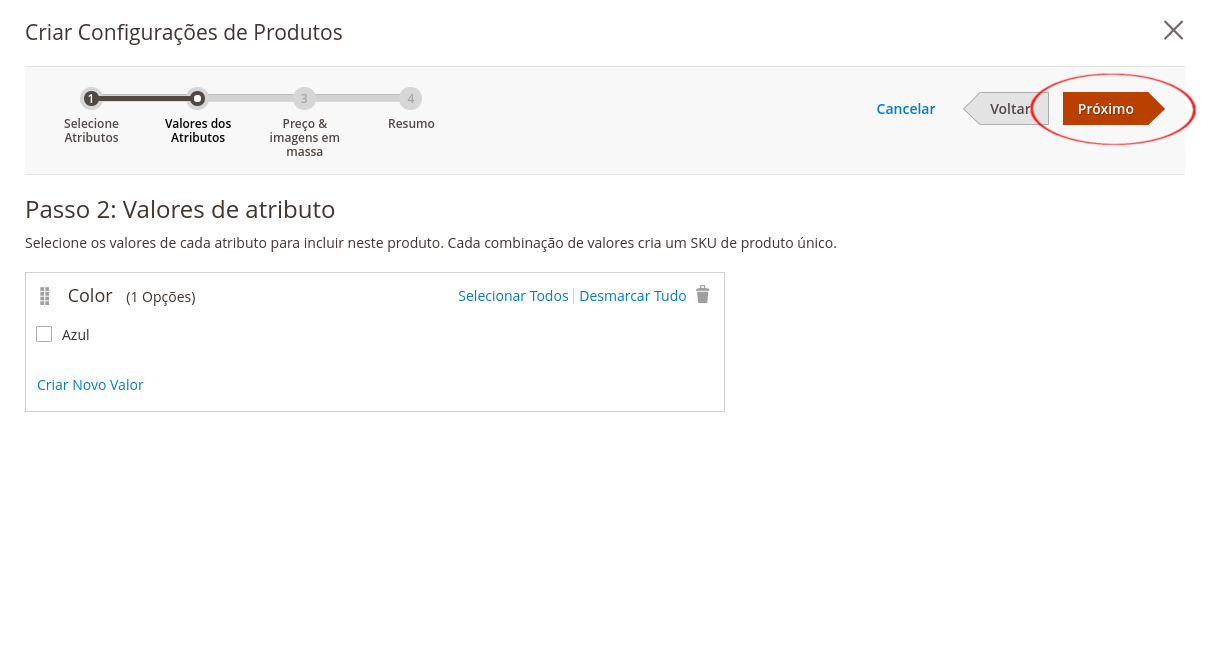 Criar Configurações de Produtos
1
3
4
Selecione
Atributos
Valores dos
Atributos
Preço &
imagens em
massa
Resumo
Cancelar
Voltar
Próximo
Passo 2: Valores de atributo
Selecione os valores de cada atributo para incluir neste produto. Cada combinação de valores cria um SKU de produto único.
Color (1 Opções)
Selecionar Todos
Desmarcar Tudo
Azul
Criar Novo Valor